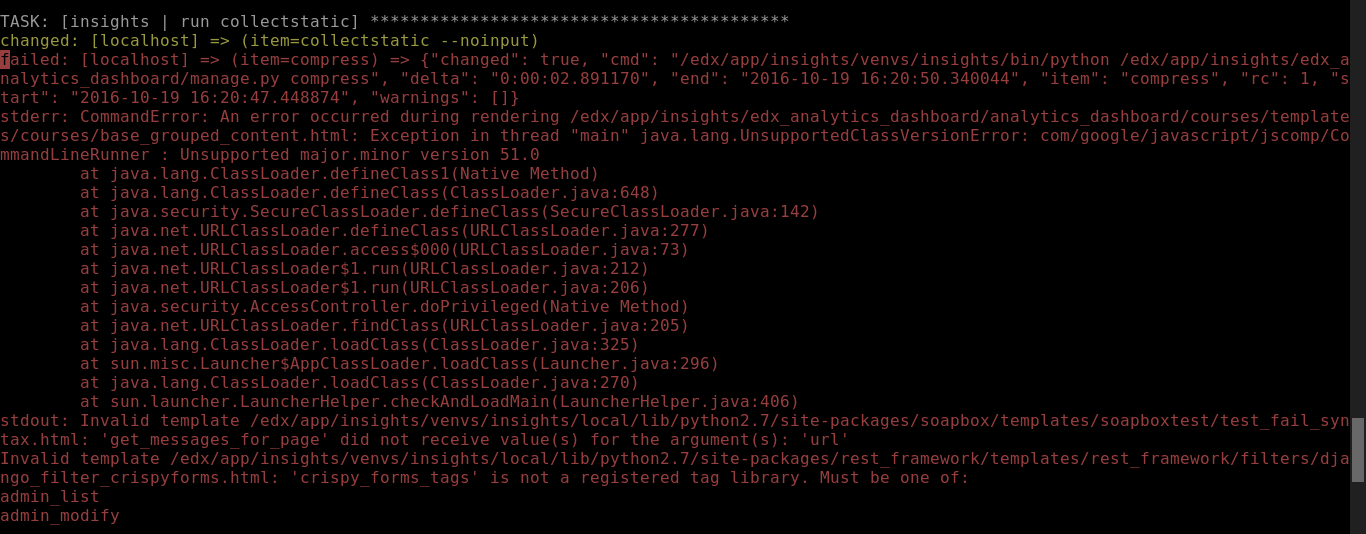 TASK: [insights | run collectstatic] ******************************************
changed: [localhost] => (item=collectstatic --noinput)
failed: [localhost] => (item=compress) => {"changed": true, "cmd": "/edx/app/insights/venvs/insights/bin/python /edx/app/insights/edx_a
nalytics_dashboard/manage.py compress", "delta": "0:00:02.891170", "end": "2016-10-19 16:20:50.340044", "item": "compress", "rc": 1, "s
tart": "2016-10-19 16:20:47.448874", "warnings": []}
stderr: CommandError: An error occurred during rendering /edx/app/insights/edx_analytics_dashboard/analytics_dashboard/courses/template
s/courses/base_grouped_content.html: Exception in thread "main" java.lang.UnsupportedClassVersionError: com/google/javascript/jscomp/Co
mmandLineRunner : Unsupported major.minor version 51.0
        at java.lang.ClassLoader.defineClass1(Native Method)
        at java.lang.ClassLoader.defineClass(ClassLoader.java:648)
        at java.security.SecureClassLoader.defineClass(SecureClassLoader.java:142)
        at java.net.URLClassLoader.defineClass(URLClassLoader.java:277)
        at java.net.URLClassLoader.access$000(URLClassLoader.java:73)
        at java.net.URLClassLoader$1.run(URLClassLoader.java:212)
        at java.net.URLClassLoader$1.run(URLClassLoader.java:206)
        at java.security.AccessController.doPrivileged(Native Method)
        at java.net.URLClassLoader.findClass(URLClassLoader.java:205)
        at java.lang.ClassLoader.loadClass(ClassLoader.java:325)
        at sun.misc.Launcher$AppClassLoader.loadClass(Launcher.java:296)
        at java.lang.ClassLoader.loadClass(ClassLoader.java:270)
        at sun.launcher.LauncherHelper.checkAndLoadMain(LauncherHelper.java:406)
stdout: Invalid template /edx/app/insights/venvs/insights/local/lib/python2.7/site-packages/soapbox/templates/soapboxtest/test_fail_syn
tax.html: 'get_messages_for_page' did not receive value(s) for the argument(s): 'url'
Invalid template /edx/app/insights/venvs/insights/local/lib/python2.7/site-packages/rest_framework/templates/rest_framework/filters/dja
ngo_filter_crispyforms.html: 'crispy_forms_tags' is not a registered tag library. Must be one of:
admin_list
admin_modify